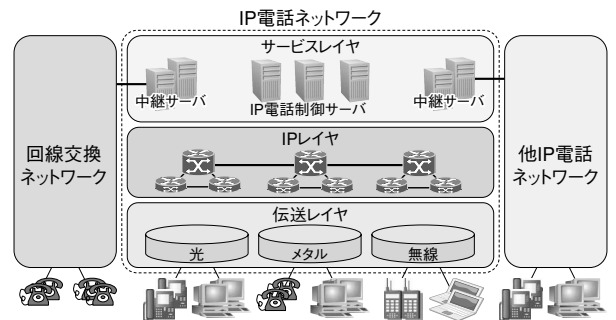 IP電話ネットワーク
サービスレイヤ
中継サーバ
IP電話制御サーバ
中継サーバ
回線交換
ネットワーク
IPレイヤ
他IP電話
ネットワーク
伝送レイヤ
光
メタル
無線